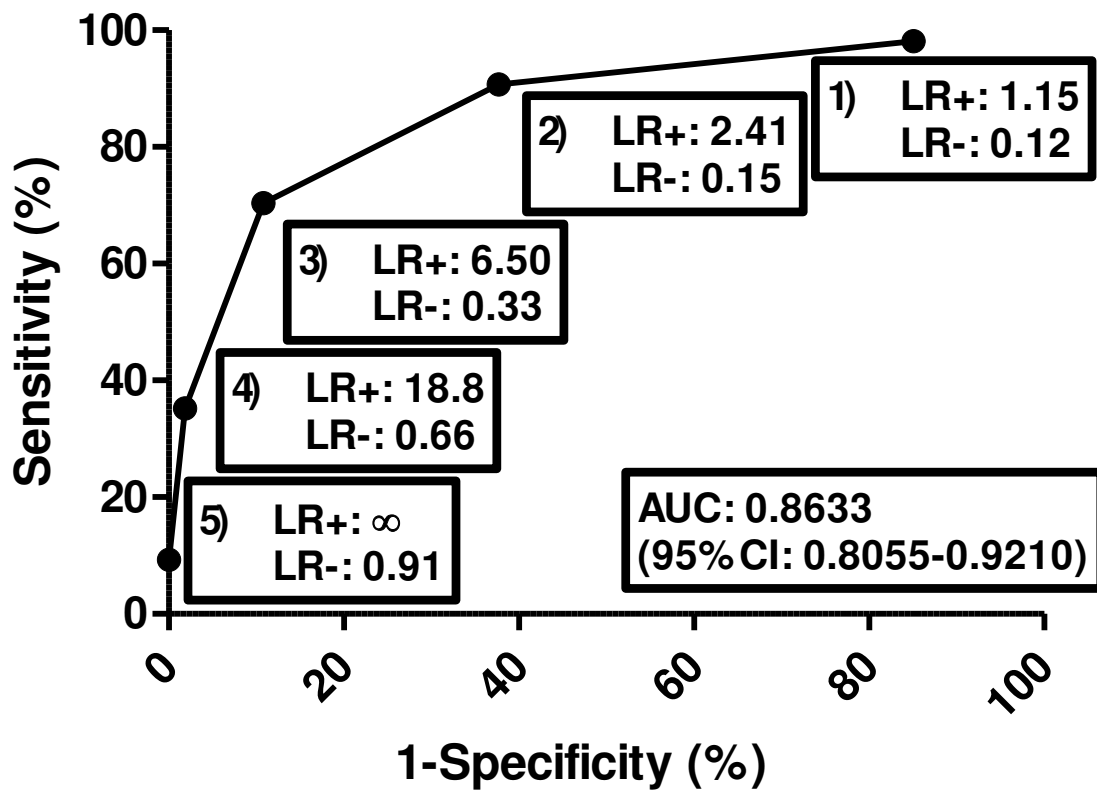 100
80
60
40
20
0
Sensitivity (%)
1) LR+: 1.15
LR-: 0.12
2) LR+: 2.41
LR-: 0.15
3) LR+: 6.50
LR-: 0.33
4) LR+: 18.8
LR-: 0.66
5) LR+: ∞
LR-: 0.91
AUC: 0.8633
(95% CI: 0.8055-0.9210)
0 20 40 60 80 100
1-Specificity (%)